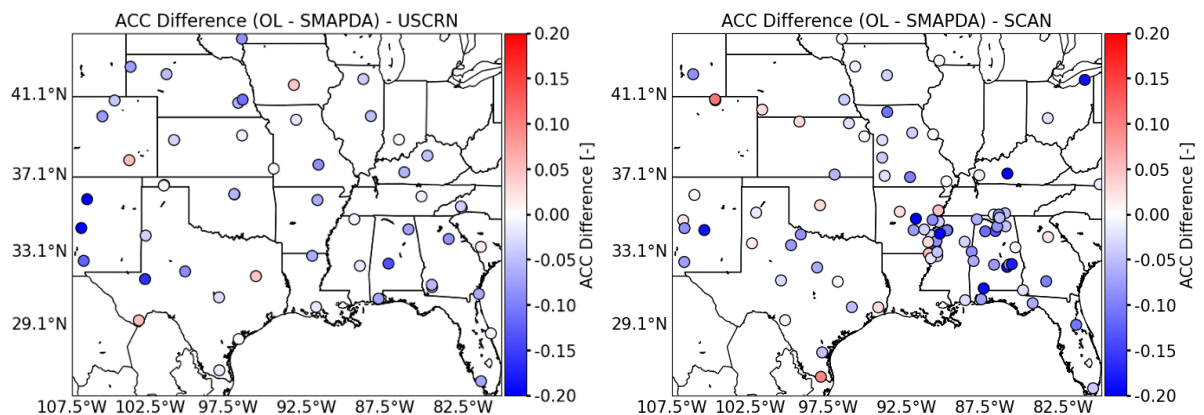 ACC Difference (OL - SMAPDA) - USCRN
41.1°N
37.1°N
33.1°N
29.1°N
107.5°W 102.5°W 97.5°W 92.5°W 87.5°W 82.5°W
0.20
0.15
0.10
0.05
0.00
-0.05
-0.10
-0.15
-0.20
ACC Difference [-]
ACC Difference (OL - SMAPDA) - SCAN
41.1°N
37.1°N
33.1°N
29.1°N
107.5°W 102.5°W 97.5°W 92.5°W 87.5°W 82.5°W
0.20
0.15
0.10
0.05
0.00
-0.05
-0.10
-0.15
-0.20
ACC Difference [-]